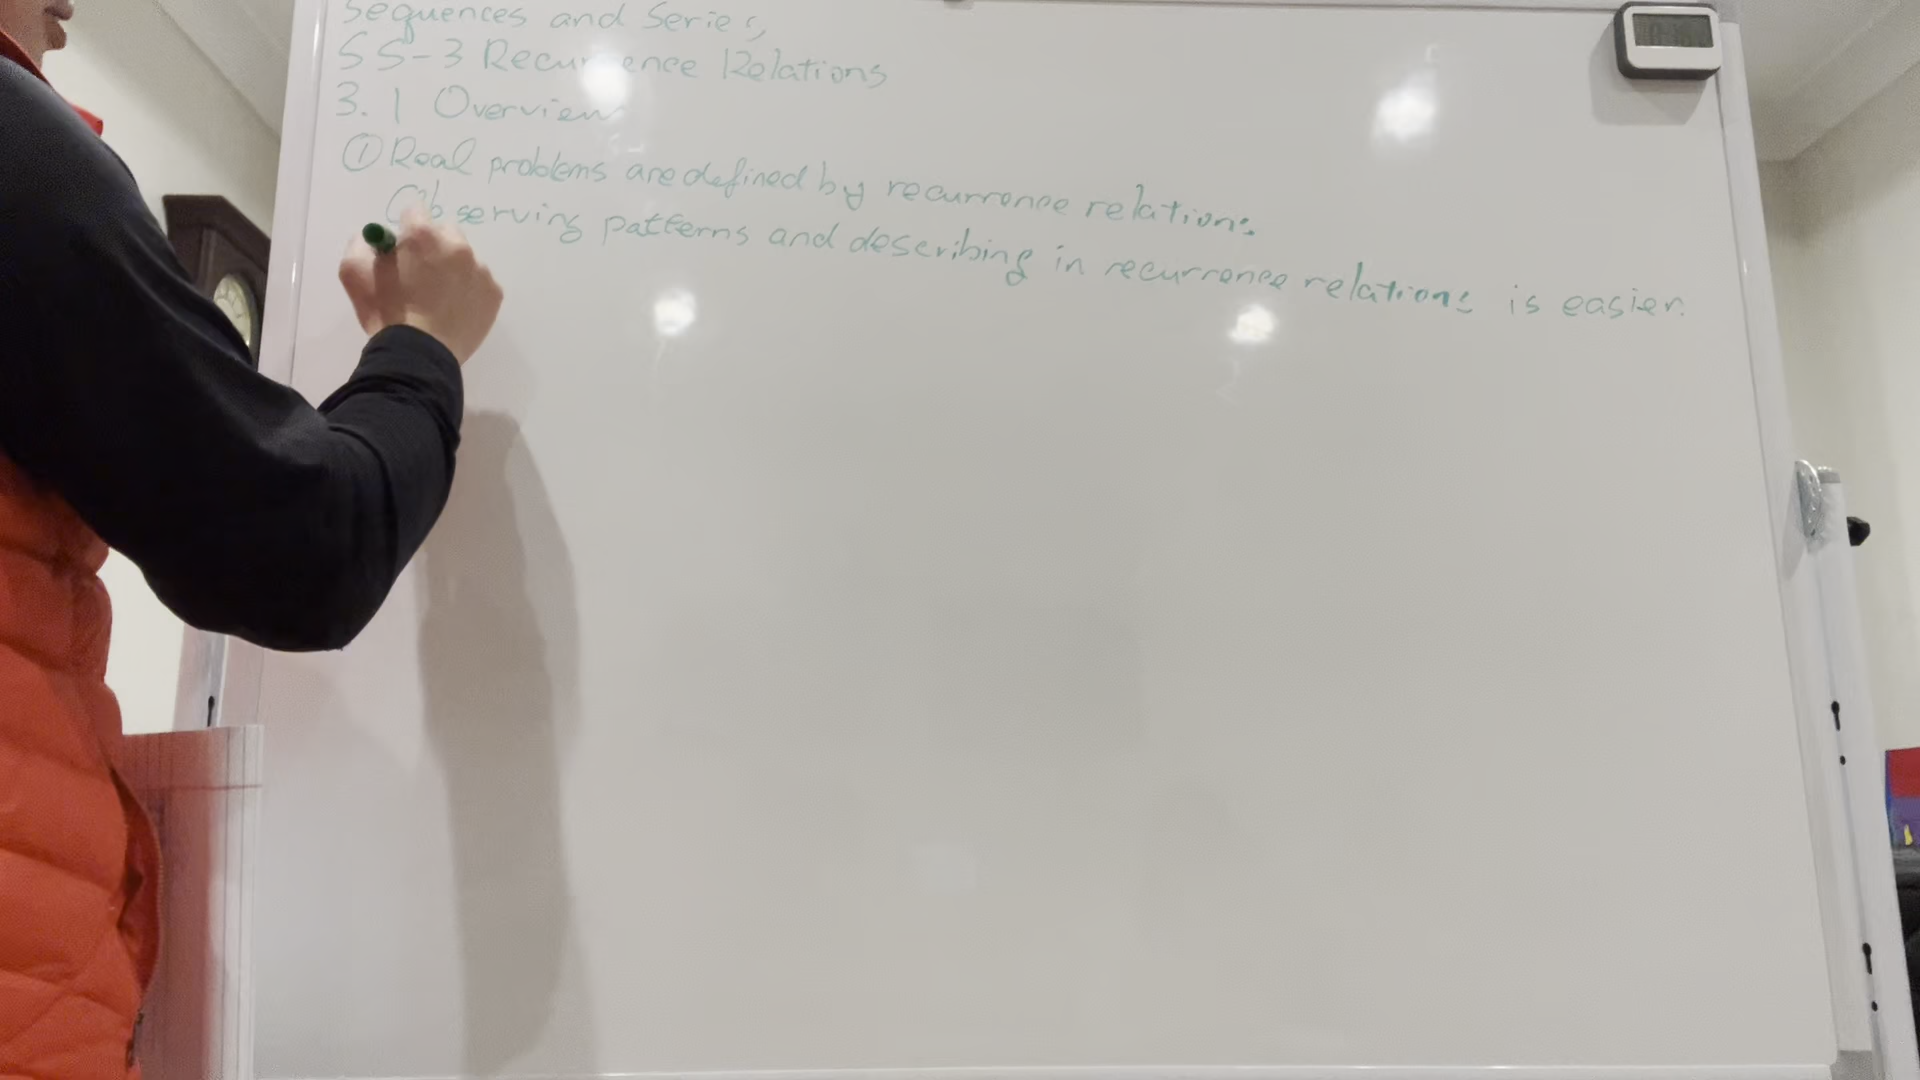 Sequences and Series,
SS-3 Recurrence Relations
3.1 Overview
① Real problems are defined by recurrence relations.
Observing patterns and describing in recurrence relations is easier.